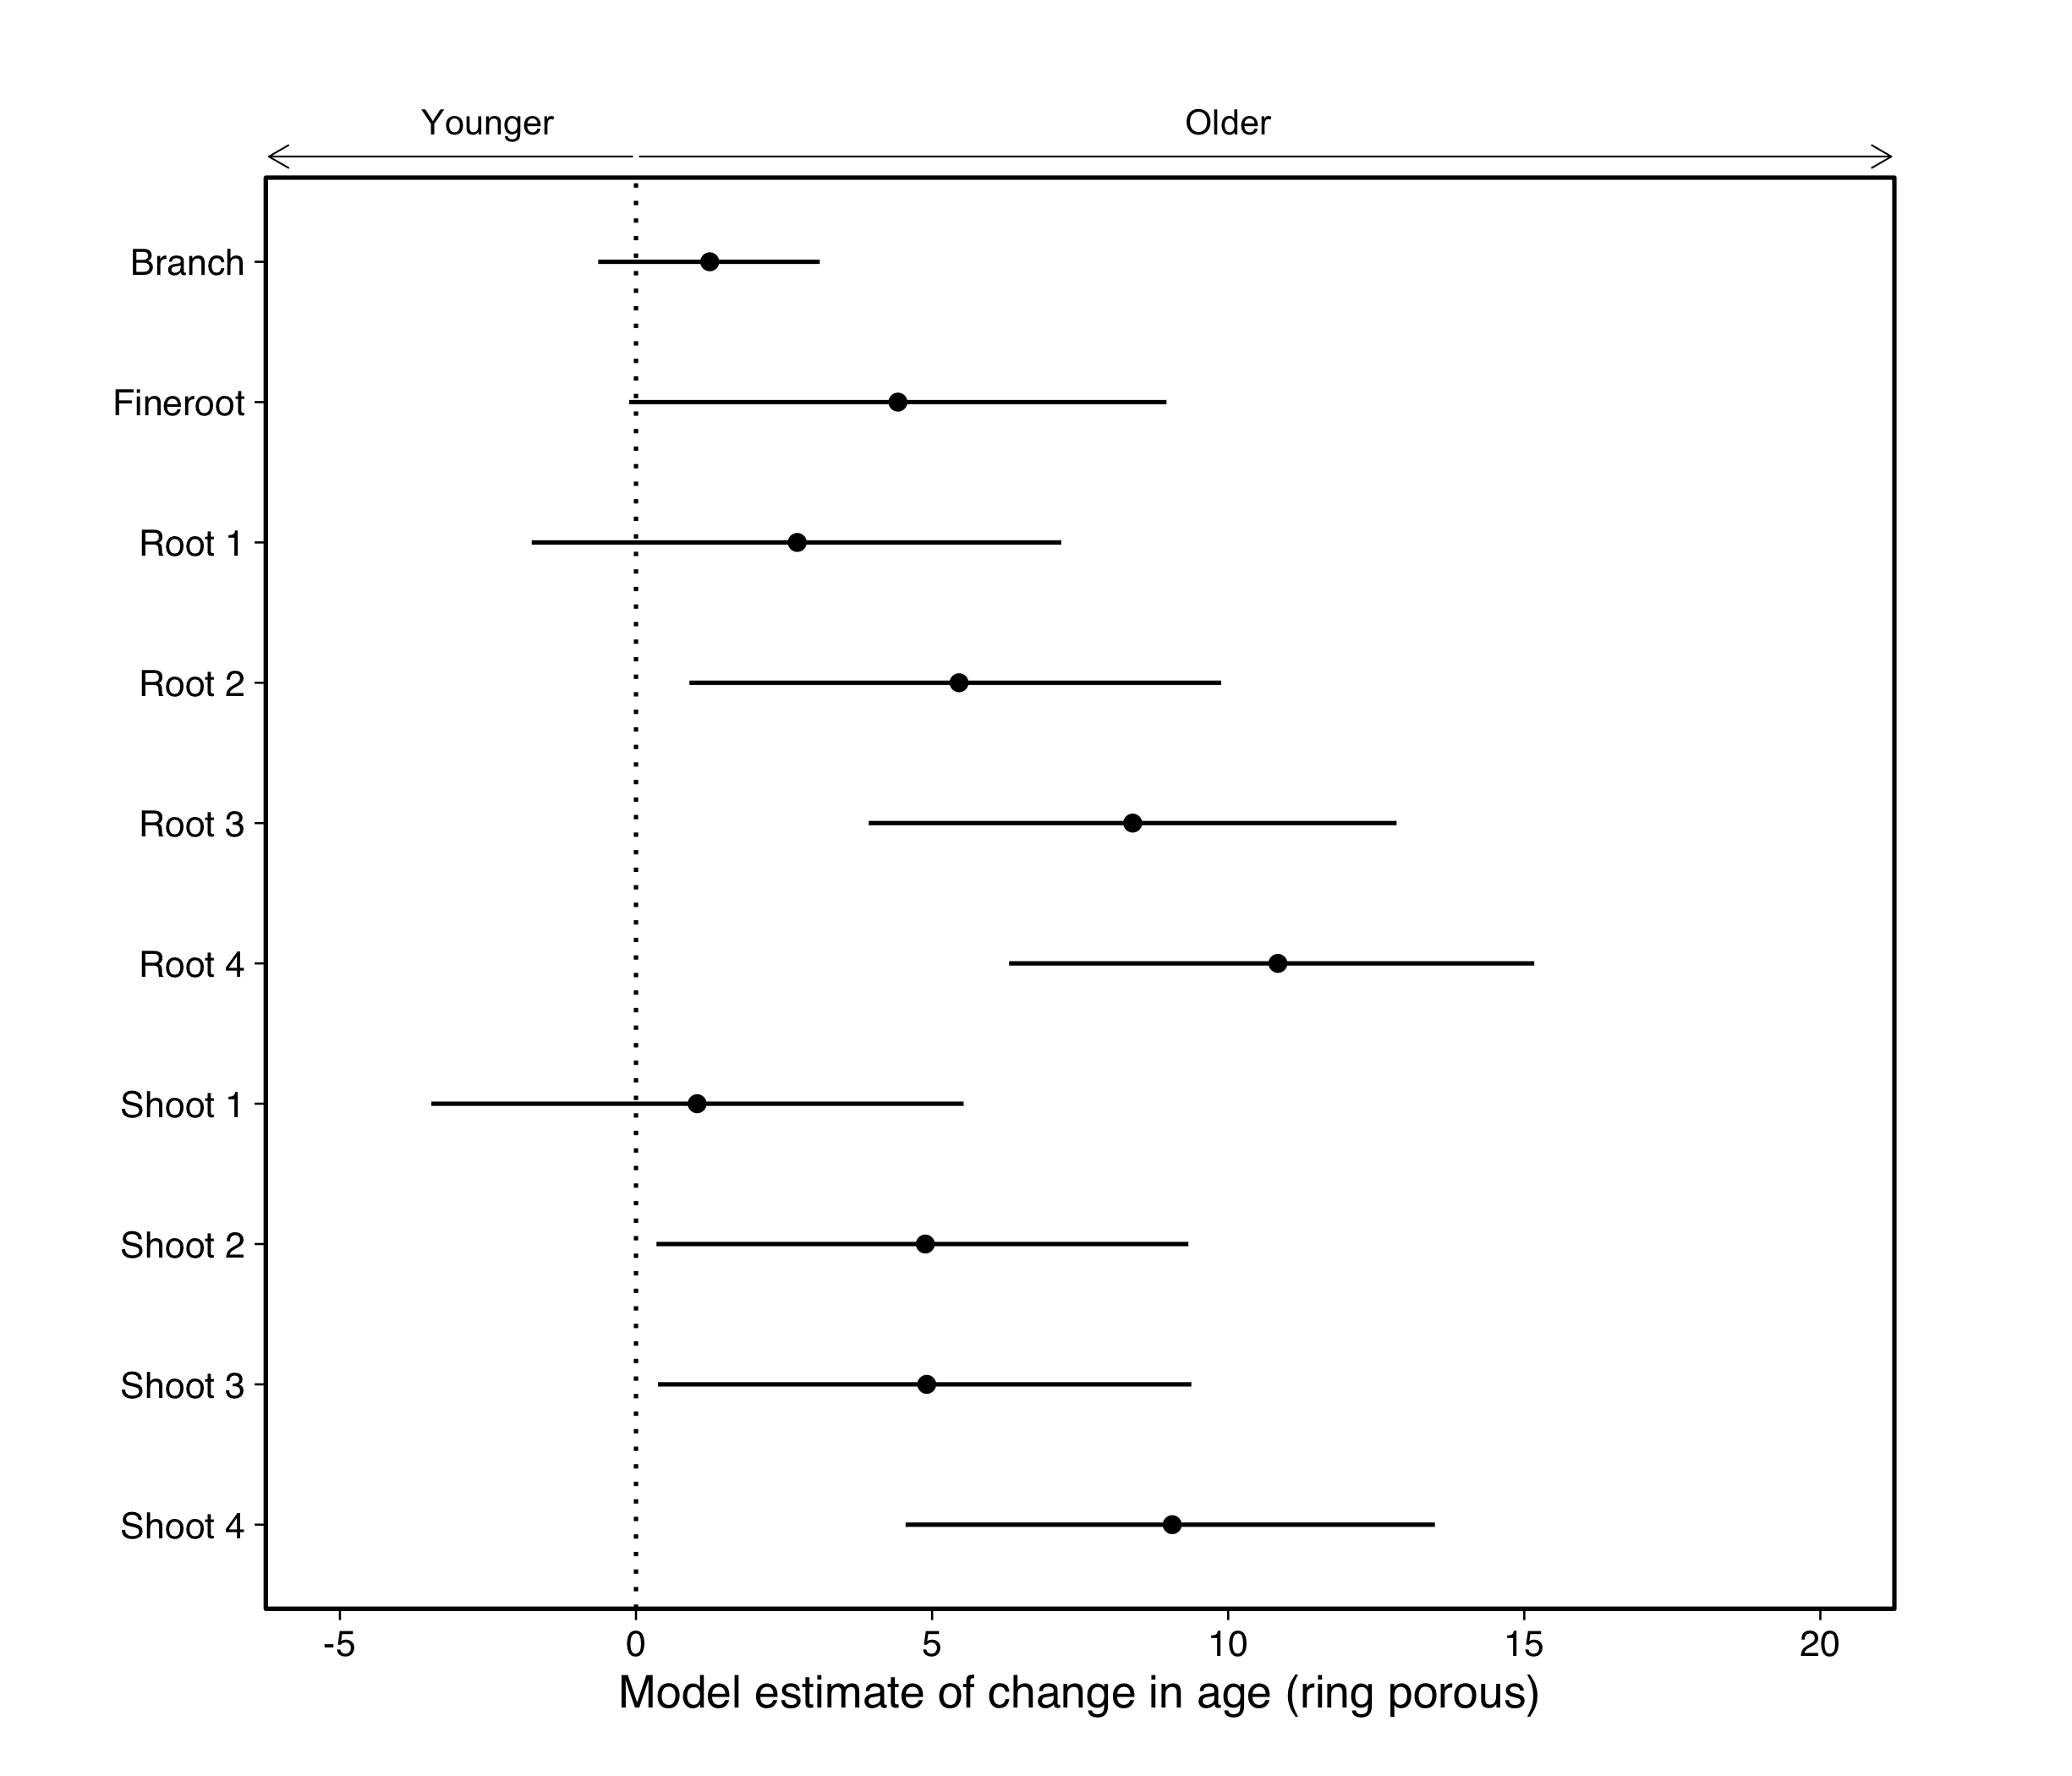 Younger Older
Branch
Fineroot
Root 1
Root 2
Root 3
Root 4
Shoot 1
Shoot 2
Shoot 3
Shoot 4
-5 0 5 10 15 20
Model estimate of change in age (ring porous)